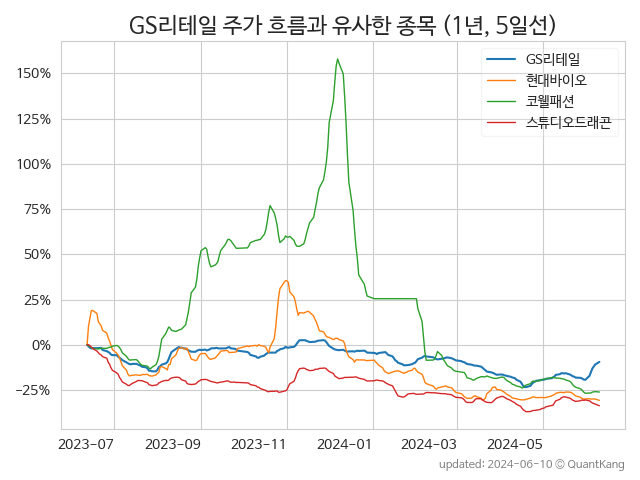 GS리테일 주가 흐름과 유사한 종목 (1년, 5일선)
GS리테일
현대바이오
코웰패션
스튜디오드래곤
150%
125%
100%
75%
50%
25%
0%
−25%
2023-07 2023-09 2023-11 2024-01 2024-03 2024-05
updated: 2024-06-10 © QuantKang